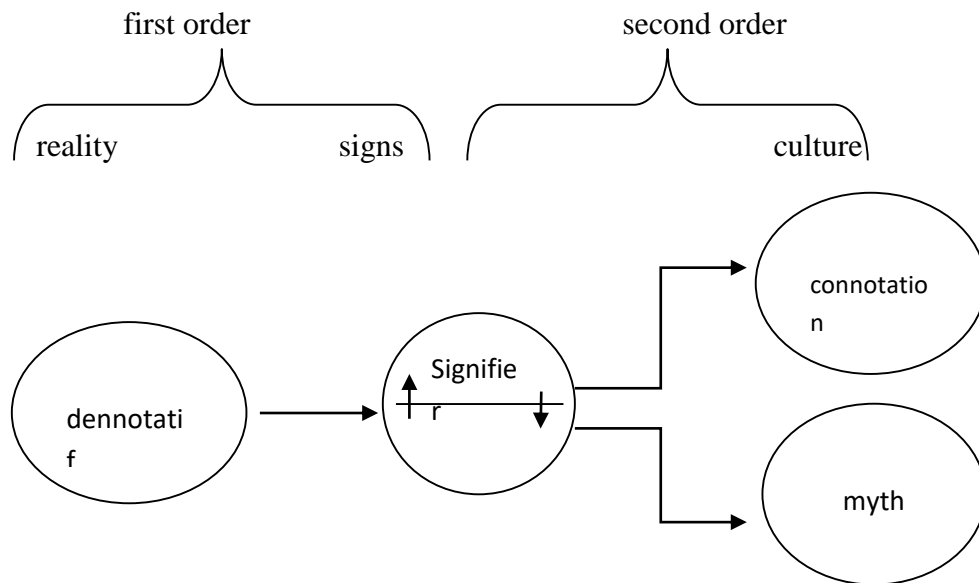 first order
second order
reality
signs
culture
connotatio
n
Signifie
r
dennotati
f
myth